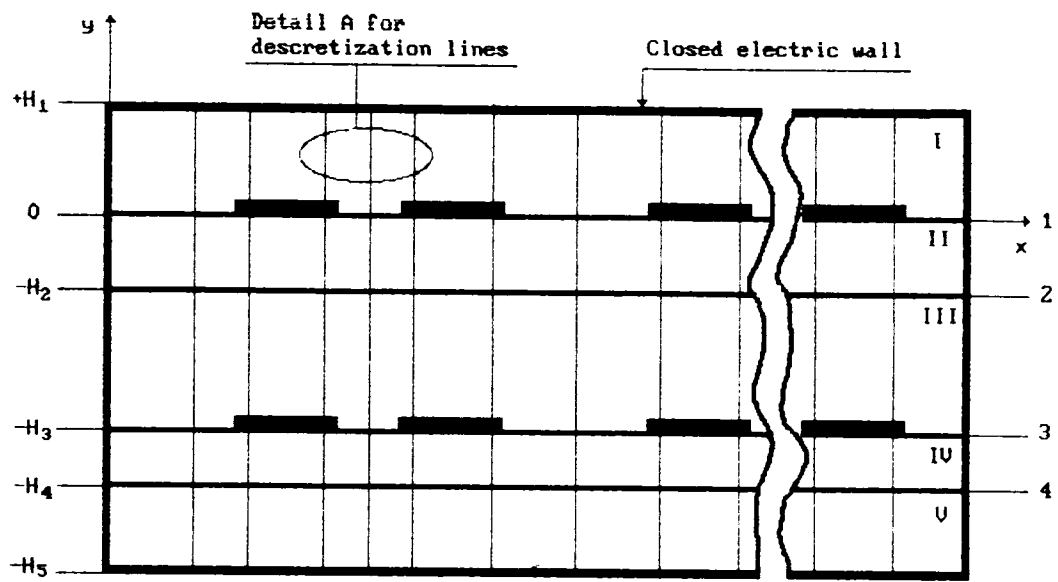 y
Detail A for
descretization lines
Closed electric wall
+H1
I
0
1
x
II
-H2
2
III
-H3
3
IV
-H4
4
V
-H5